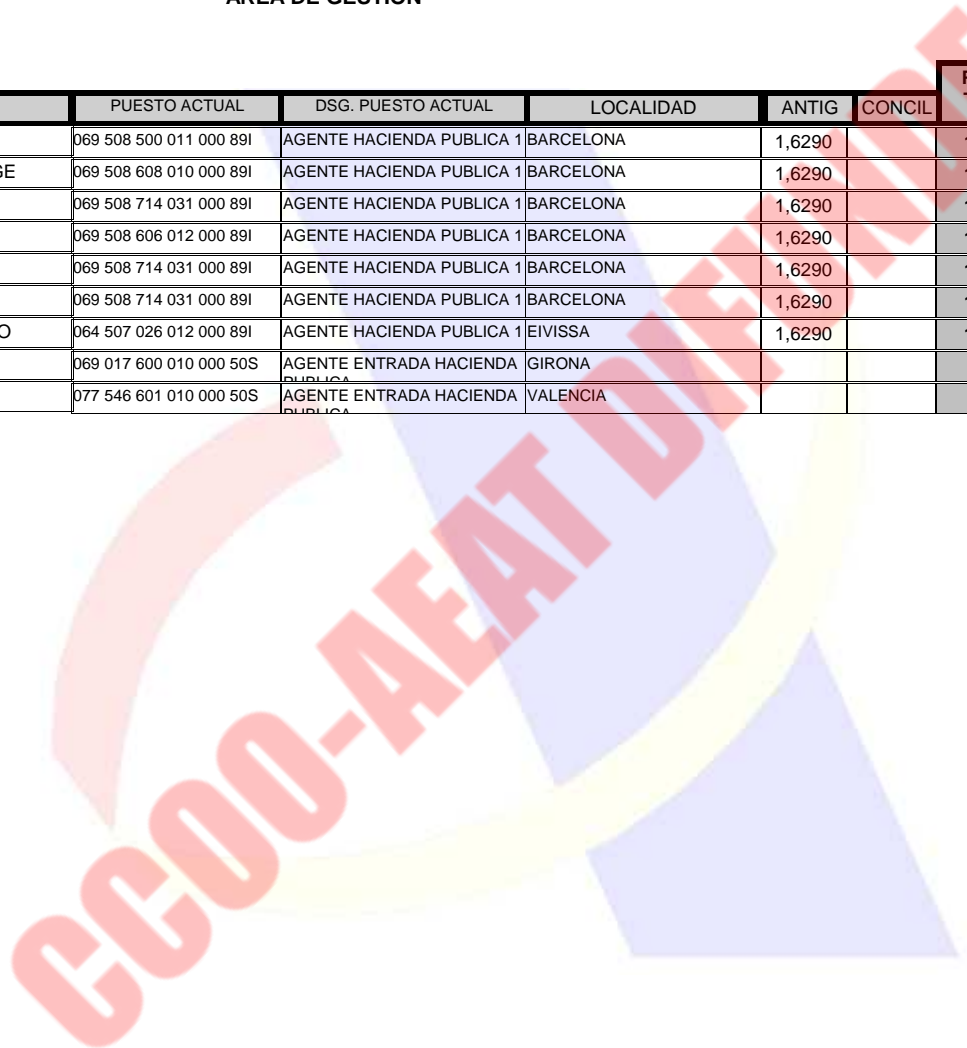 ÁREA DE GESTIÓN
PUESTO ACTUAL DSG. PUESTO ACTUAL LOCALIDAD ANTIG CONCIL
069 508 500 011 000 89I AGENTE HACIENDA PUBLICA 1 BARCELONA 1,6290
GE 069 508 608 010 000 89I AGENTE HACIENDA PUBLICA 1 BARCELONA 1,6290
069 508 714 031 000 89I AGENTE HACIENDA PUBLICA 1 BARCELONA 1,6290
069 508 606 012 000 89I AGENTE HACIENDA PUBLICA 1 BARCELONA 1,6290
069 508 714 031 000 89I AGENTE HACIENDA PUBLICA 1 BARCELONA 1,6290
069 508 714 031 000 89I AGENTE HACIENDA PUBLICA 1 BARCELONA 1,6290
O 064 507 026 012 000 89I AGENTE HACIENDA PUBLICA 1 EIVISSA 1,6290
069 017 600 010 000 50S AGENTE ENTRADA HACIENDA GIRONA
PUBLICA
077 546 601 010 000 50S AGENTE ENTRADA HACIENDA VALENCIA
PUBLICA
CCOO-AEAT DIFUNDE